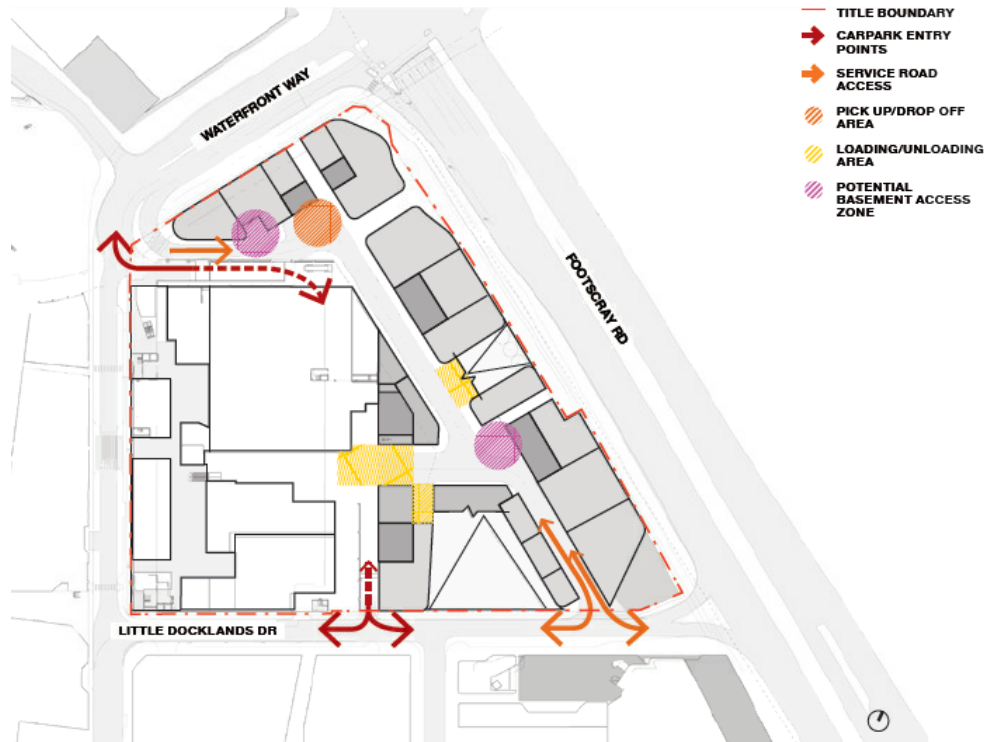 TITLE BOUNDARY
CARPARK ENTRY
POINTS
SERVICE ROAD
ACCESS
PICK UP/DROP OFF
AREA
LOADING/UNLOADING
AREA
POTENTIAL
BASEMENT ACCESS
ZONE
WATERFRONT WAY
FOOTSCRAY RD
LITTLE DOCKLANDS DR